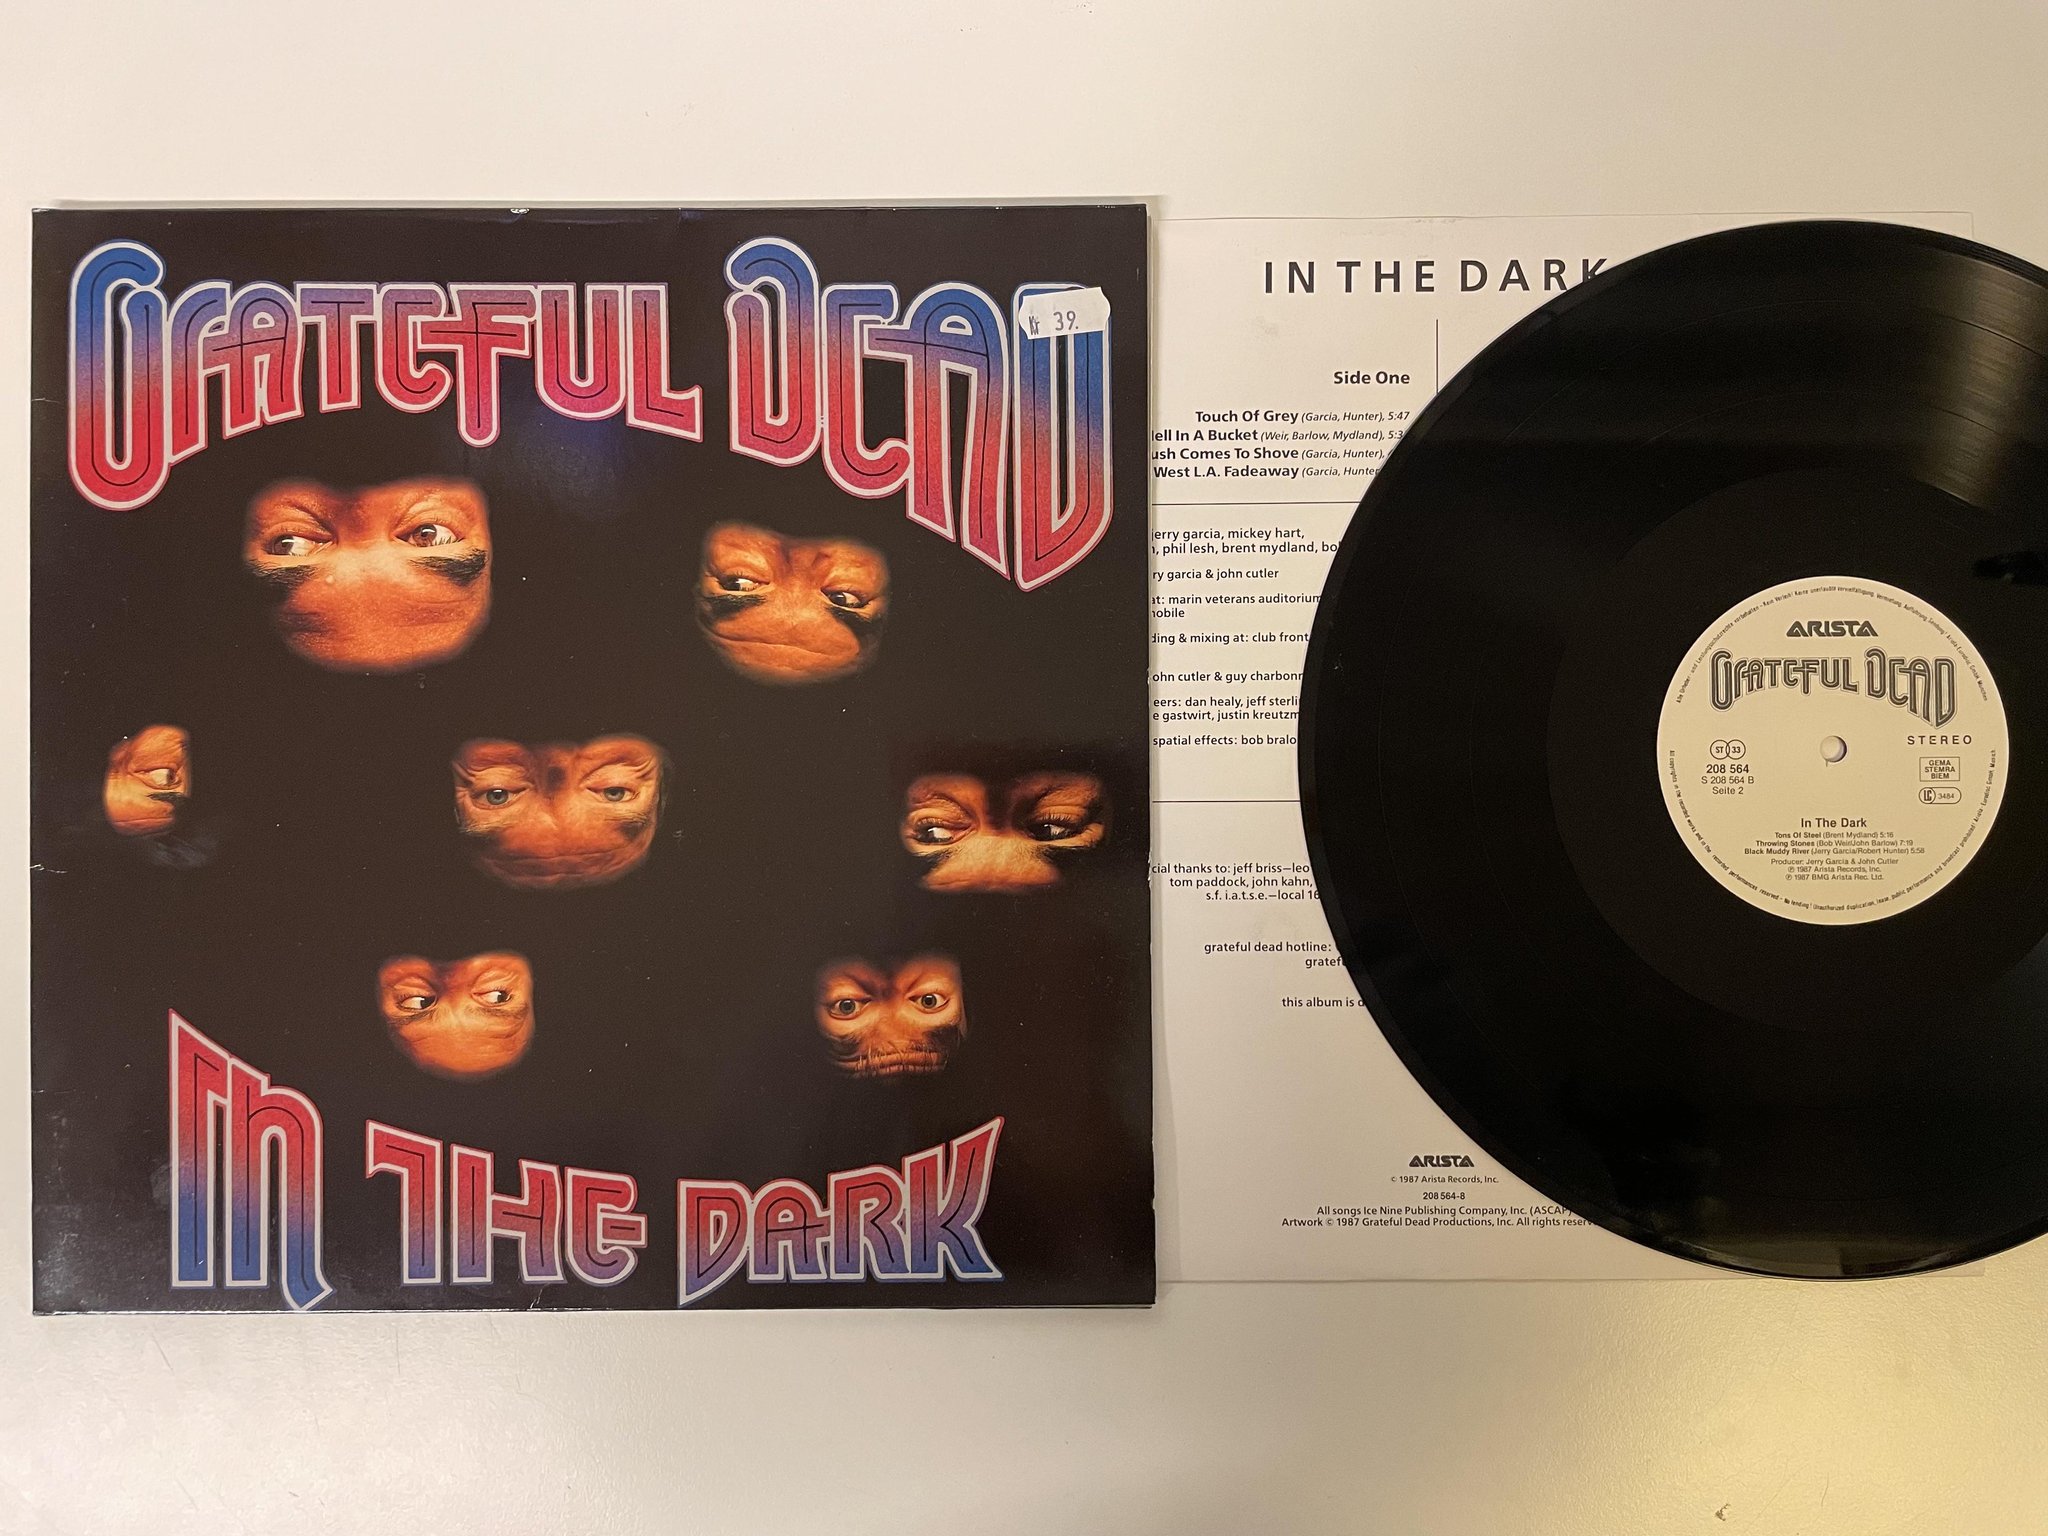 GRATEFUL DEAD
Kr 39.
IN THE DARK
IN THE DARK
Side One
Touch Of Grey (Garcia, Hunter), 5:47
ell In A Bucket (Weir, Barlow, Mydland), 5:3
ush Comes To Shove (Garcia, Hunter),
West L.A. Fadeaway (Garcia, Hunter
jerry garcia, mickey hart,
phil lesh, brent mydland, bo
ry garcia & john cutler
at: marin veterans auditorium
mobile
ding & mixing at: club front
john cutler & guy charbonn
eers: dan healy, jeff sterli
e gastwirt, justin kreutzm
spatial effects: bob bralo
cial thanks to: jeff briss—leo
tom paddock, john kahn,
s.f. i.a.t.s.e.—local 16
grateful dead hotline:
gratef
this album is d
ARISTA
© 1987 Arista Records, Inc.
208 564-8
All songs Ice Nine Publishing Company, Inc. (ASCAP)
Artwork © 1987 Grateful Dead Productions, Inc. All rights reserv
ARISTA
GRATEFUL DEAD
STEREO
ST 33
208 564
S 208 564 B
Seite 2
GEMA
STEMRA
BIEM
LC 3484
In The Dark
Tons Of Steel (Brent Mydland) 5:16
Throwing Stones (Bob Weir/John Barlow) 7:19
Black Muddy River (Jerry Garcia/Robert Hunter) 5:58
Producer: Jerry Garcia & John Cutler
℗ 1987 Arista Records, Inc.
℗ 1987 BMG Arista Rec. Ltd.